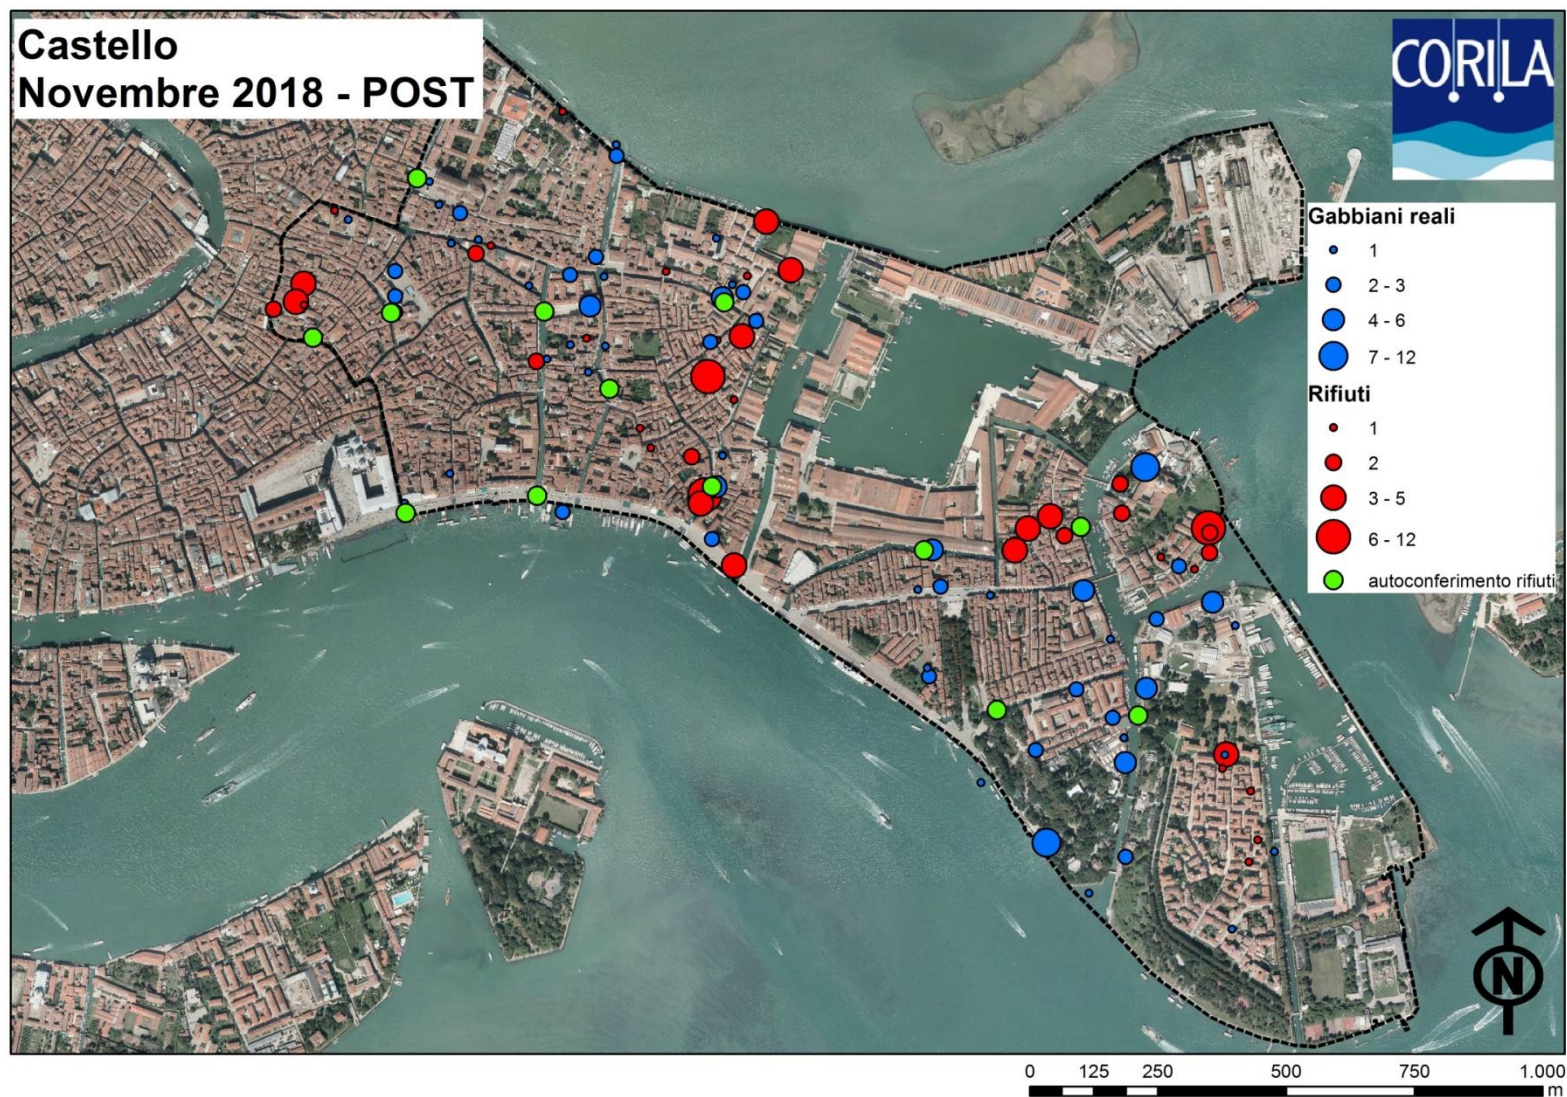 Castello
Novembre 2018 - POST
CORILA
Gabbiani reali
1
2 - 3
4 - 6
7 - 12
Rifiuti
1
2
3 - 5
6 - 12
autoconferimento rifiuti
N
0 125 250 500 750 1.000
m